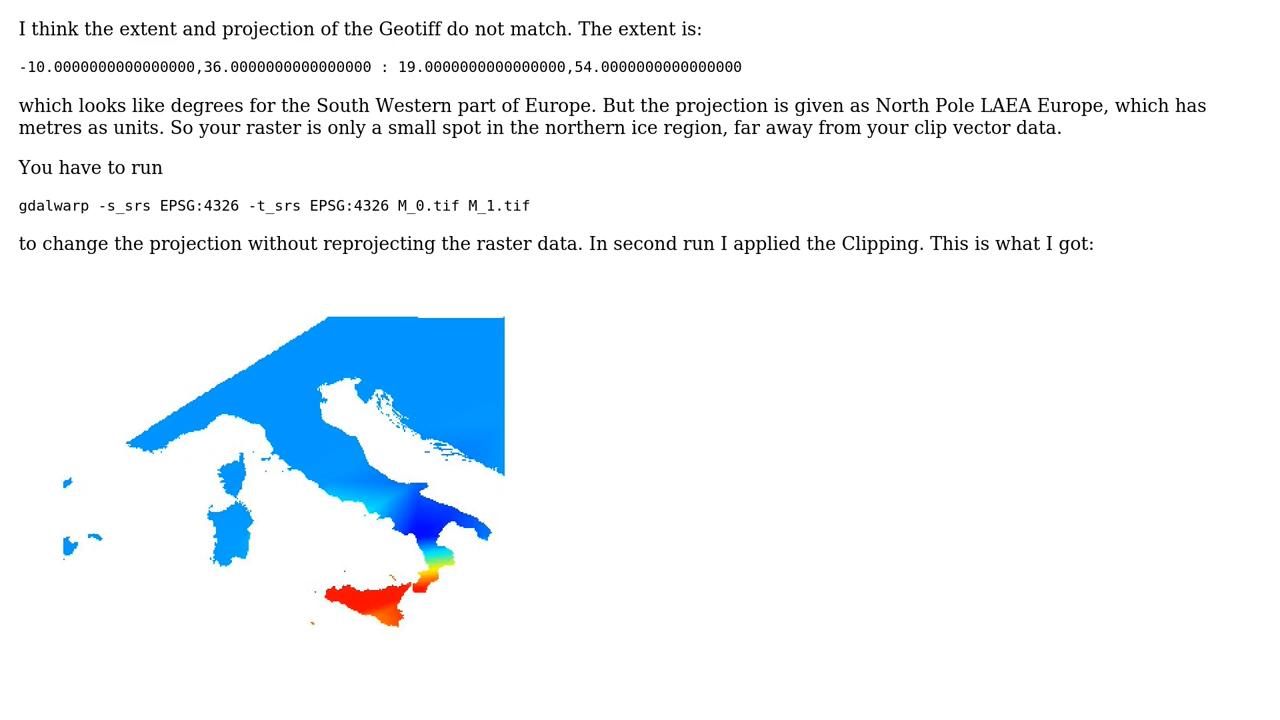 I think the extent and projection of the Geotiff do not match. The extent is:
-10.0000000000000000,36.0000000000000000 : 19.0000000000000000,54.0000000000000000
which looks like degrees for the South Western part of Europe. But the projection is given as North Pole LAEA Europe, which has
metres as units. So your raster is only a small spot in the northern ice region, far away from your clip vector data.
You have to run
gdalwarp -s_srs EPSG:4326 -t_srs EPSG:4326 M_0.tif M_1.tif
to change the projection without reprojecting the raster data. In second run I applied the Clipping. This is what I got: